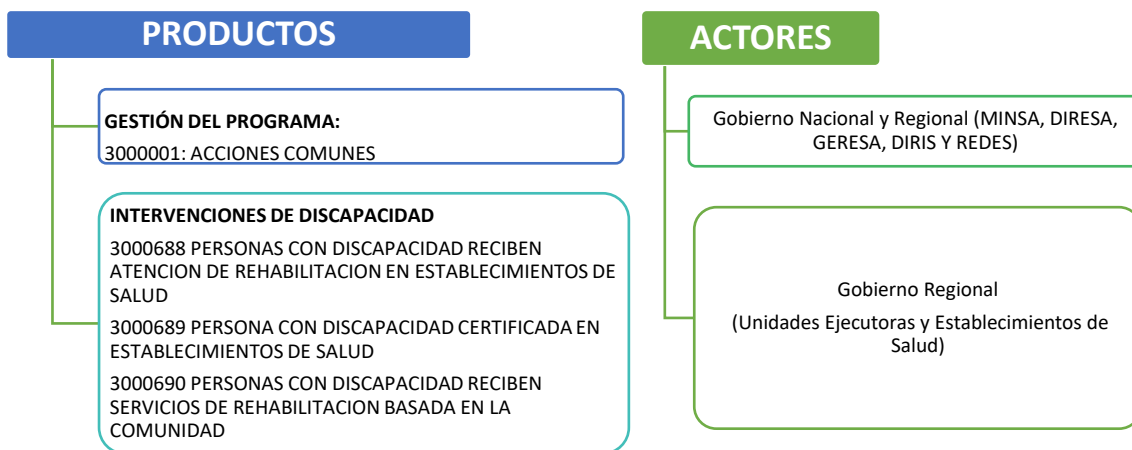 PRODUCTOS
GESTIÓN DEL PROGRAMA:
3000001: ACCIONES COMUNES
INTERVENCIONES DE DISCAPACIDAD
3000688 PERSONAS CON DISCAPACIDAD RECIBEN
ATENCION DE REHABILITACION EN ESTABLECIMIENTOS DE
SALUD
3000689 PERSONA CON DISCAPACIDAD CERTIFICADA EN
ESTABLECIMIENTOS DE SALUD
3000690 PERSONAS CON DISCAPACIDAD RECIBEN
SERVICIOS DE REHABILITACION BASADA EN LA
COMUNIDAD
ACTORES
Gobierno Nacional y Regional (MINSA, DIRESA,
GERESA, DIRIS Y REDES)
Gobierno Regional
(Unidades Ejecutoras y Establecimientos de
Salud)